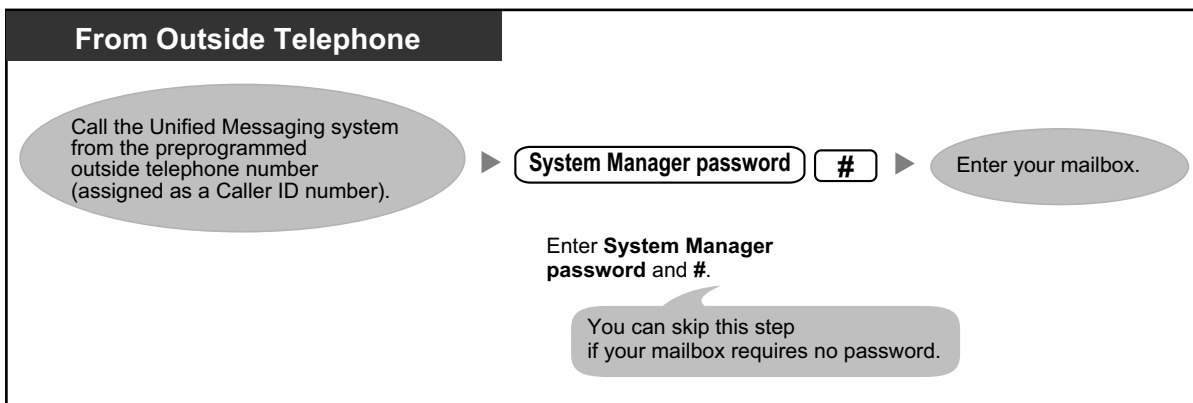 From Outside Telephone
Call the Unified Messaging system
from the preprogrammed
outside telephone number
(assigned as a Caller ID number).
System Manager password #
Enter your mailbox.
Enter System Manager
password and #.
You can skip this step
if your mailbox requires no password.